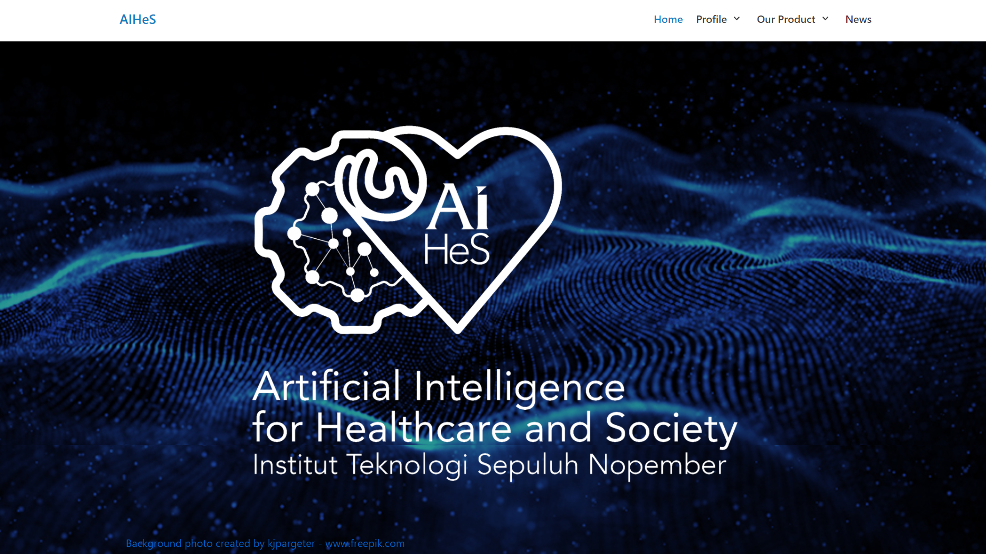 AIHeS
Home Profile Our Product News
Ai
HeS
Artificial Intelligence
for Healthcare and Society
Institut Teknologi Sepuluh Nopember
Background photo created by kjpargeter - www.freepik.com